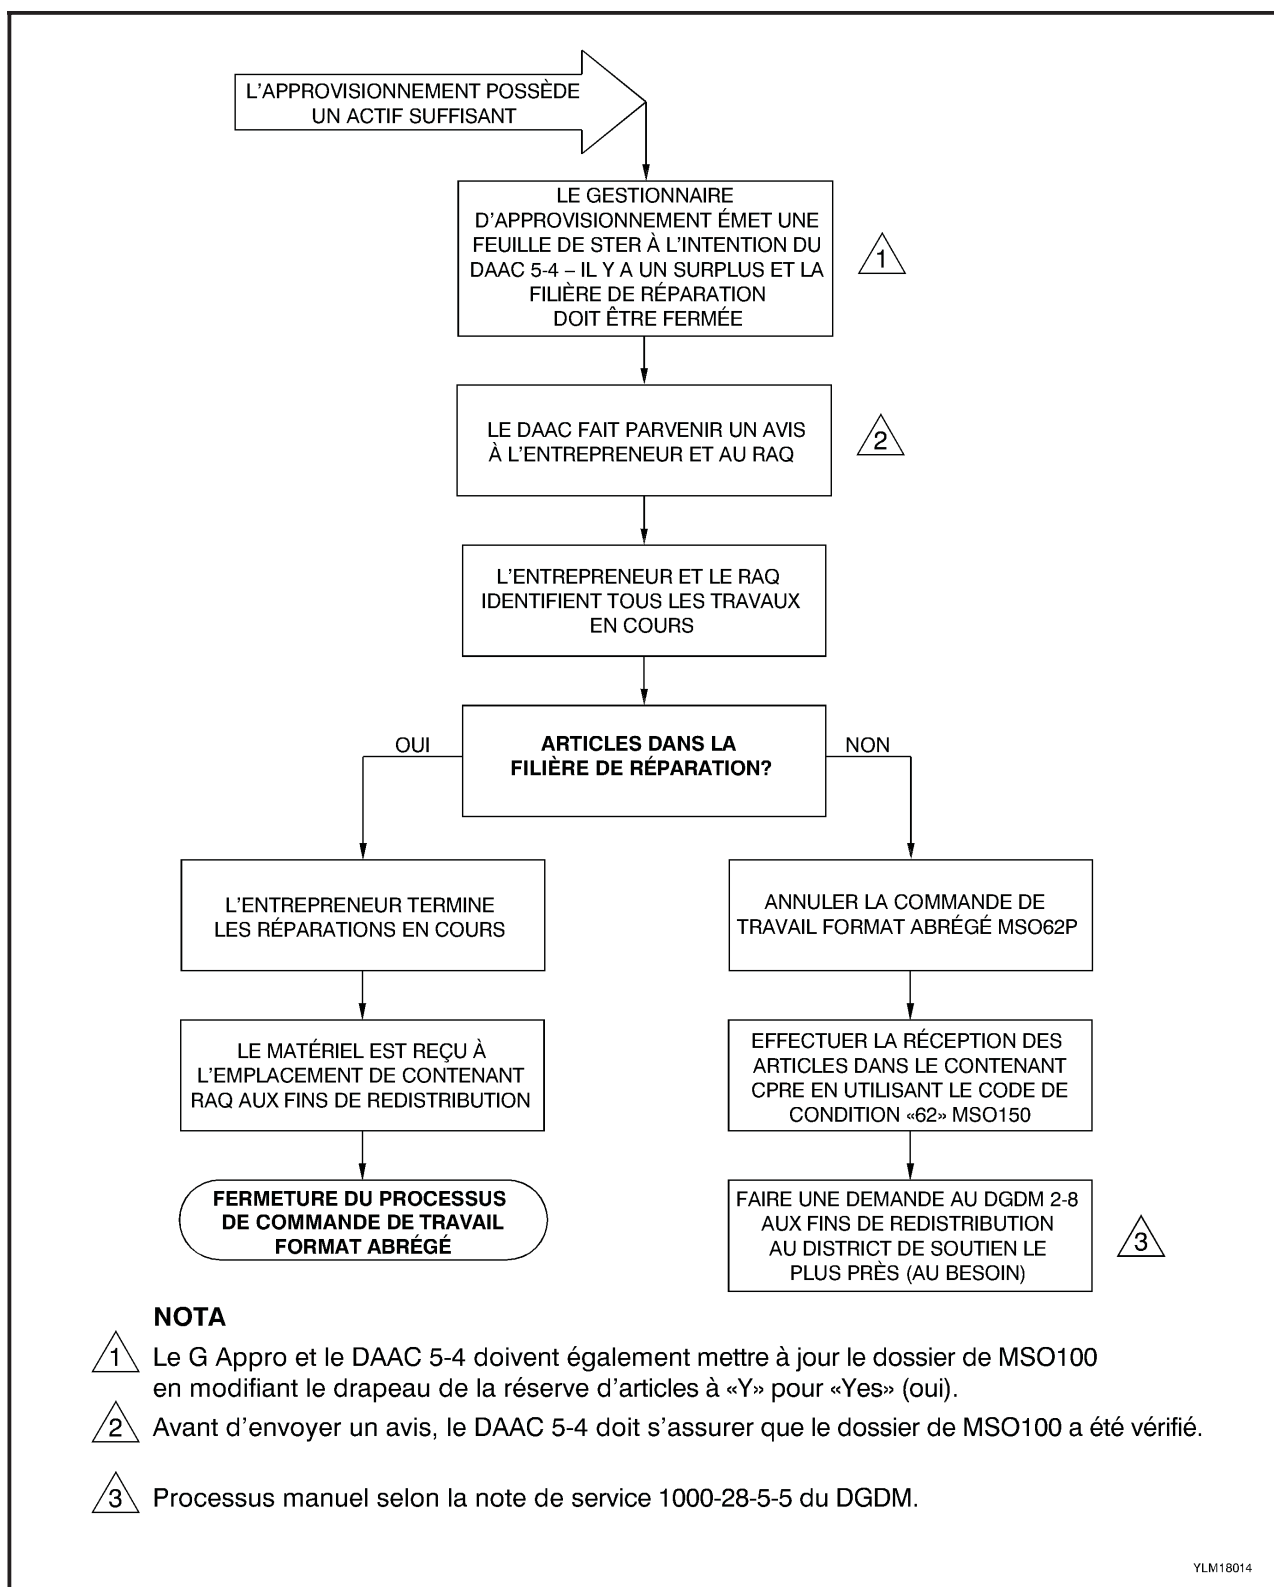 L'APPROVISIONNEMENT POSSÈDE
UN ACTIF SUFFISANT
LE GESTIONNAIRE
D'APPROVISIONNEMENT ÉMET UNE
FEUILLE DE STER À L'INTENTION DU
DAAC 5-4 – IL Y A UN SURPLUS ET LA
FILIÈRE DE RÉPARATION
DOIT ÊTRE FERMÉE
1
LE DAAC FAIT PARVENIR UN AVIS
À L'ENTREPRENEUR ET AU RAQ
2
L'ENTREPRENEUR ET LE RAQ
IDENTIFIENT TOUS LES TRAVAUX
EN COURS
OUI
ARTICLES DANS LA
FILIÈRE DE RÉPARATION?
NON
L'ENTREPRENEUR TERMINE
LES RÉPARATIONS EN COURS
ANNULER LA COMMANDE DE
TRAVAIL FORMAT ABRÉGÉ MSO62P
LE MATÉRIEL EST REÇU À
L'EMPLACEMENT DE CONTENANT
RAQ AUX FINS DE REDISTRIBUTION
EFFECTUER LA RÉCEPTION DES
ARTICLES DANS LE CONTENANT
CPRE EN UTILISANT LE CODE DE
CONDITION «62» MSO150
FERMETURE DU PROCESSUS
DE COMMANDE DE TRAVAIL
FORMAT ABRÉGÉ
FAIRE UNE DEMANDE AU DGDM 2-8
AUX FINS DE REDISTRIBUTION
AU DISTRICT DE SOUTIEN LE
PLUS PRÈS (AU BESOIN)
3
NOTA
1 Le G Appro et le DAAC 5-4 doivent également mettre à jour le dossier de MSO100
en modifiant le drapeau de la réserve d'articles à «Y» pour «Yes» (oui).
2 Avant d'envoyer un avis, le DAAC 5-4 doit s'assurer que le dossier de MSO100 a été vérifié.
3 Processus manuel selon la note de service 1000-28-5-5 du DGDM.
YLM18014